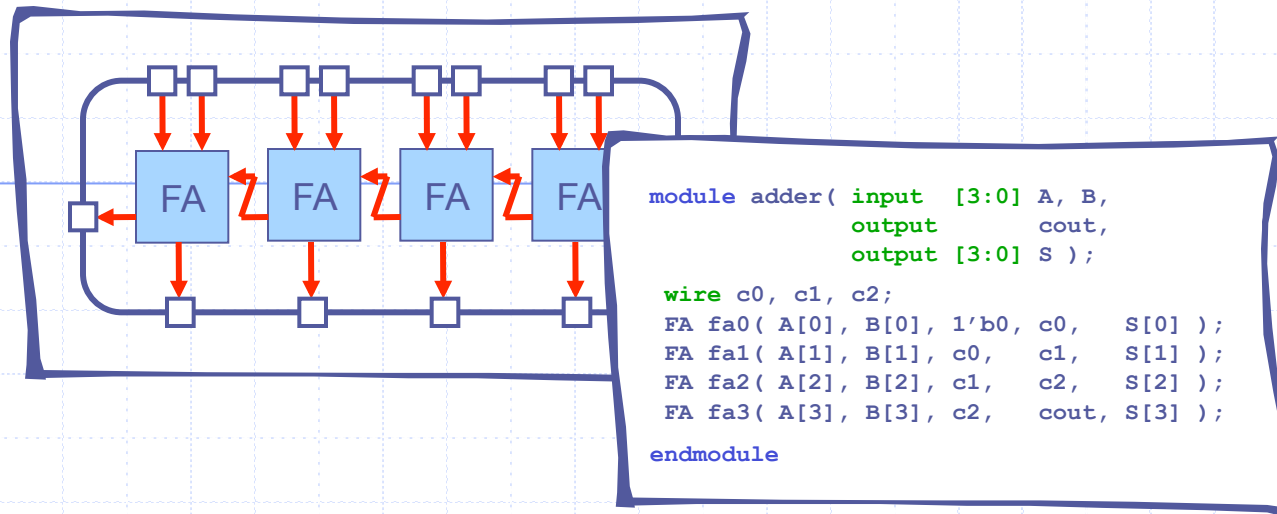 FA FA FA FA
module adder( input [3:0] A, B,
output cout,
output [3:0] S );
wire c0, c1, c2;
FA fa0( A[0], B[0], 1’b0, c0, S[0] );
FA fa1( A[1], B[1], c0, c1, S[1] );
FA fa2( A[2], B[2], c1, c2, S[2] );
FA fa3( A[3], B[3], c2, cout, S[3] );
endmodule